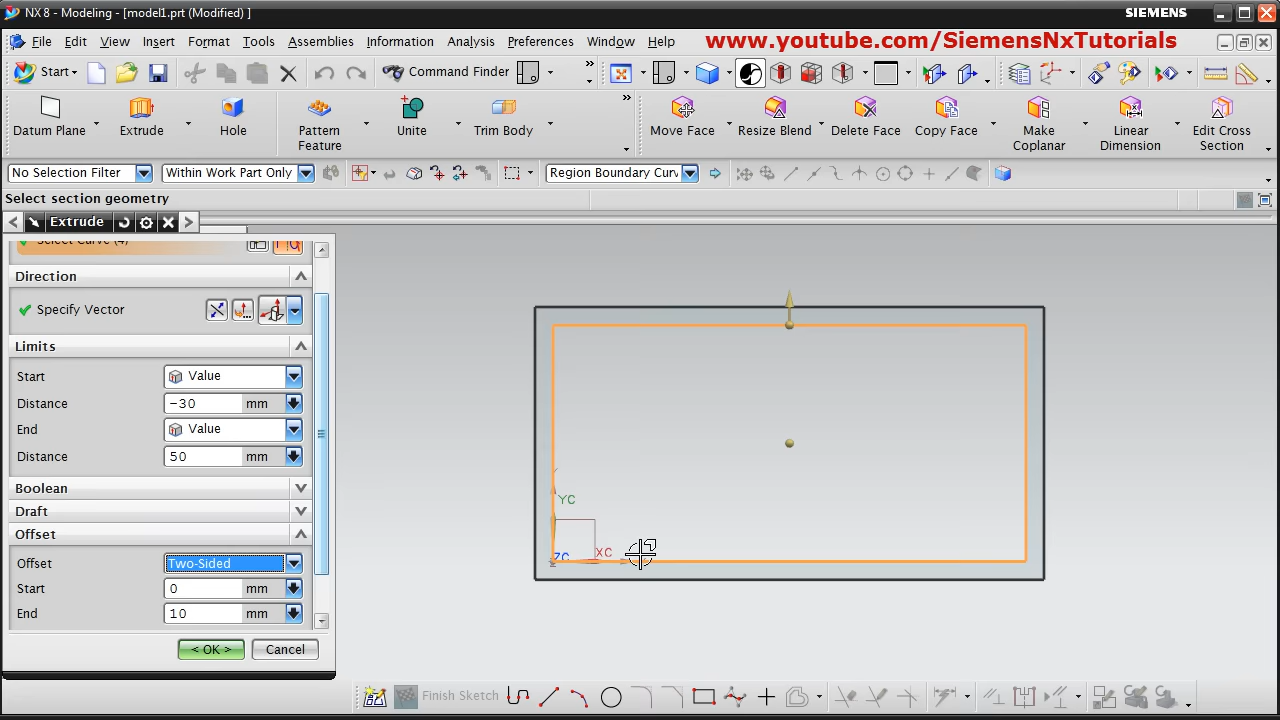 NX 8 - Modeling - [model1.prt (Modified) ]
SIEMENS
File Edit View Insert Format Tools Assemblies Information Analysis Preferences Window Help
www.youtube.com/SiemensNxTutorials
Start
Command Finder
Datum Plane
Extrude
Hole
Pattern
Feature
Unite
Trim Body
Move Face
Resize Blend
Delete Face
Copy Face
Make
Coplanar
Linear
Dimension
Edit Cross
Section
No Selection Filter
Within Work Part Only
Region Boundary Curv
Select section geometry
Extrude
Select Curve (4)
Direction
Specify Vector
Limits
Start Value
Distance -30 mm
End Value
Distance 50 mm
Boolean
Draft
Offset
Offset Two-Sided
Start 0 mm
End 10 mm
< OK > Cancel
YC
ZC
XC
Finish Sketch